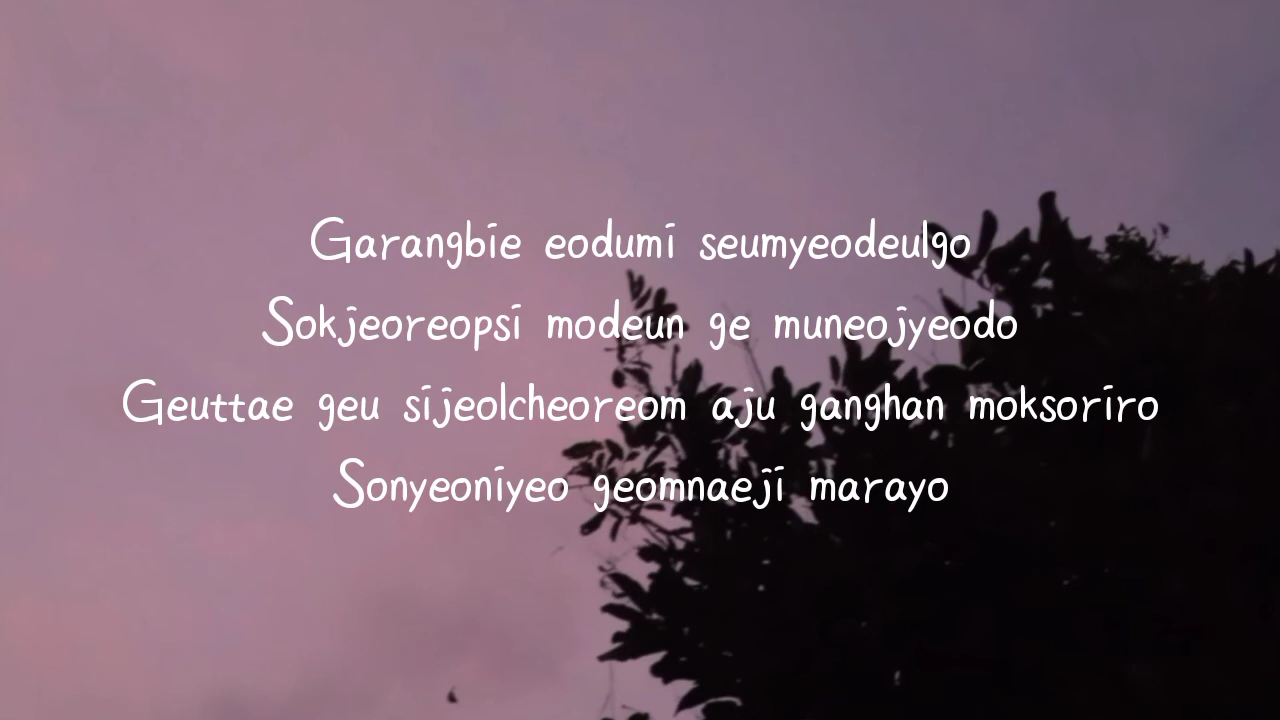 Garangbie eodumi seumyeodeulgo
Sokjeoreopsi modeun ge muneojyeodo
Geuttae geu sijeolcheoreom aju ganghan moksoriro
Sonyeoniyeo geomnaeji marayo